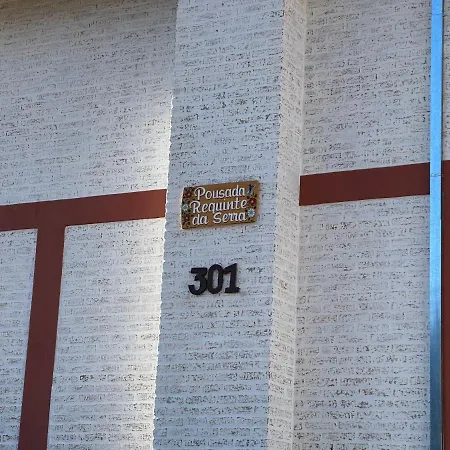 Pousada
Requinte
da Serra
301